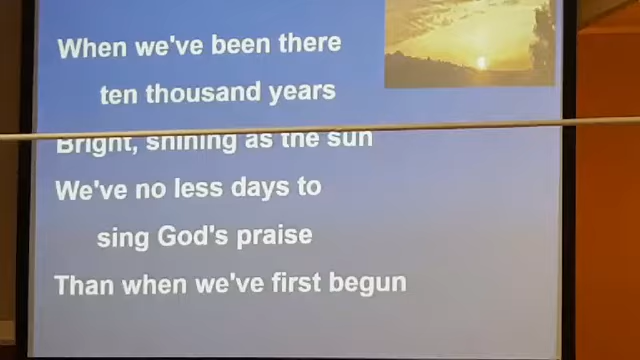 When we've been there
ten thousand years
Bright, shining as the sun
We've no less days to
sing God's praise
Than when we've first begun